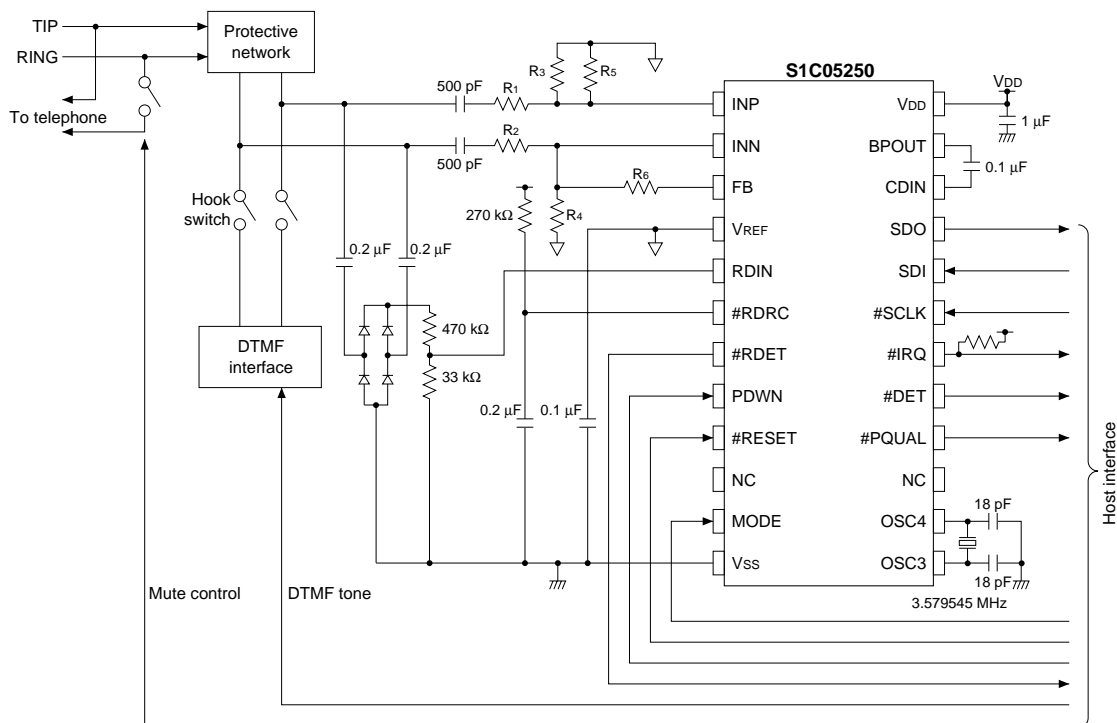 TIP
RING
To telephone
Protective
network
500 pF
R1
R3
R5
500 pF
R2
R6
R4
270 kΩ
Hook
switch
0.2 µF
0.2 µF
470 kΩ
33 kΩ
DTMF
interface
0.2 µF
0.1 µF
Mute control
DTMF tone
S1C05250
INP
INN
FB
VREF
RDIN
#RDRC
#RDET
PDWN
#RESET
NC
MODE
VSS
VDD
BPOUT
CDIN
SDO
SDI
#SCLK
#IRQ
#DET
#PQUAL
NC
OSC4
OSC3
VDD
1 µF
0.1 µF
18 pF
18 pF
3.579545 MHz
Host interface